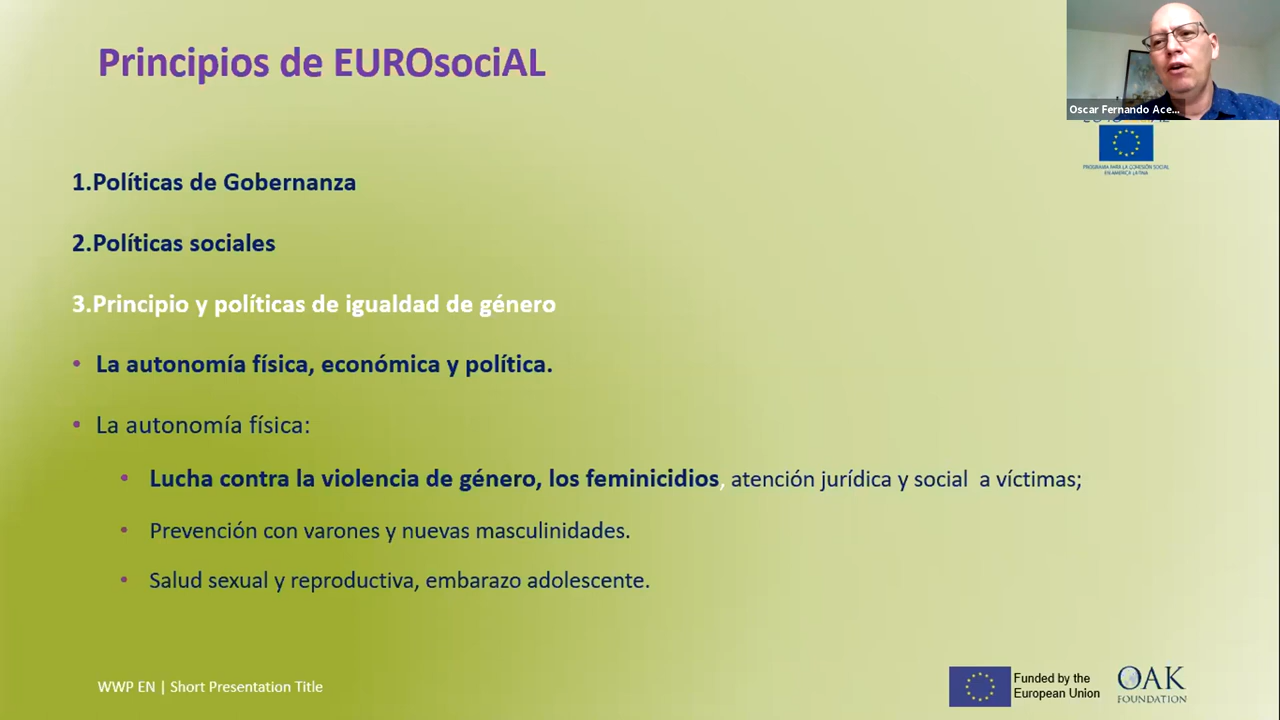 Principios de EUROsociAL
Oscar Fernando Ace...
PROGRAMA PARA LA COHESIÓN SOCIAL
EN AMÉRICA LATINA
1.Políticas de Gobernanza
2.Políticas sociales
3.Principio y políticas de igualdad de género
• La autonomía física, económica y política.
• La autonomía física:
• Lucha contra la violencia de género, los feminicidios, atención jurídica y social a víctimas;
• Prevención con varones y nuevas masculinidades.
• Salud sexual y reproductiva, embarazo adolescente.
WWP EN | Short Presentation Title
Funded by the
European Union
OAK
FOUNDATION